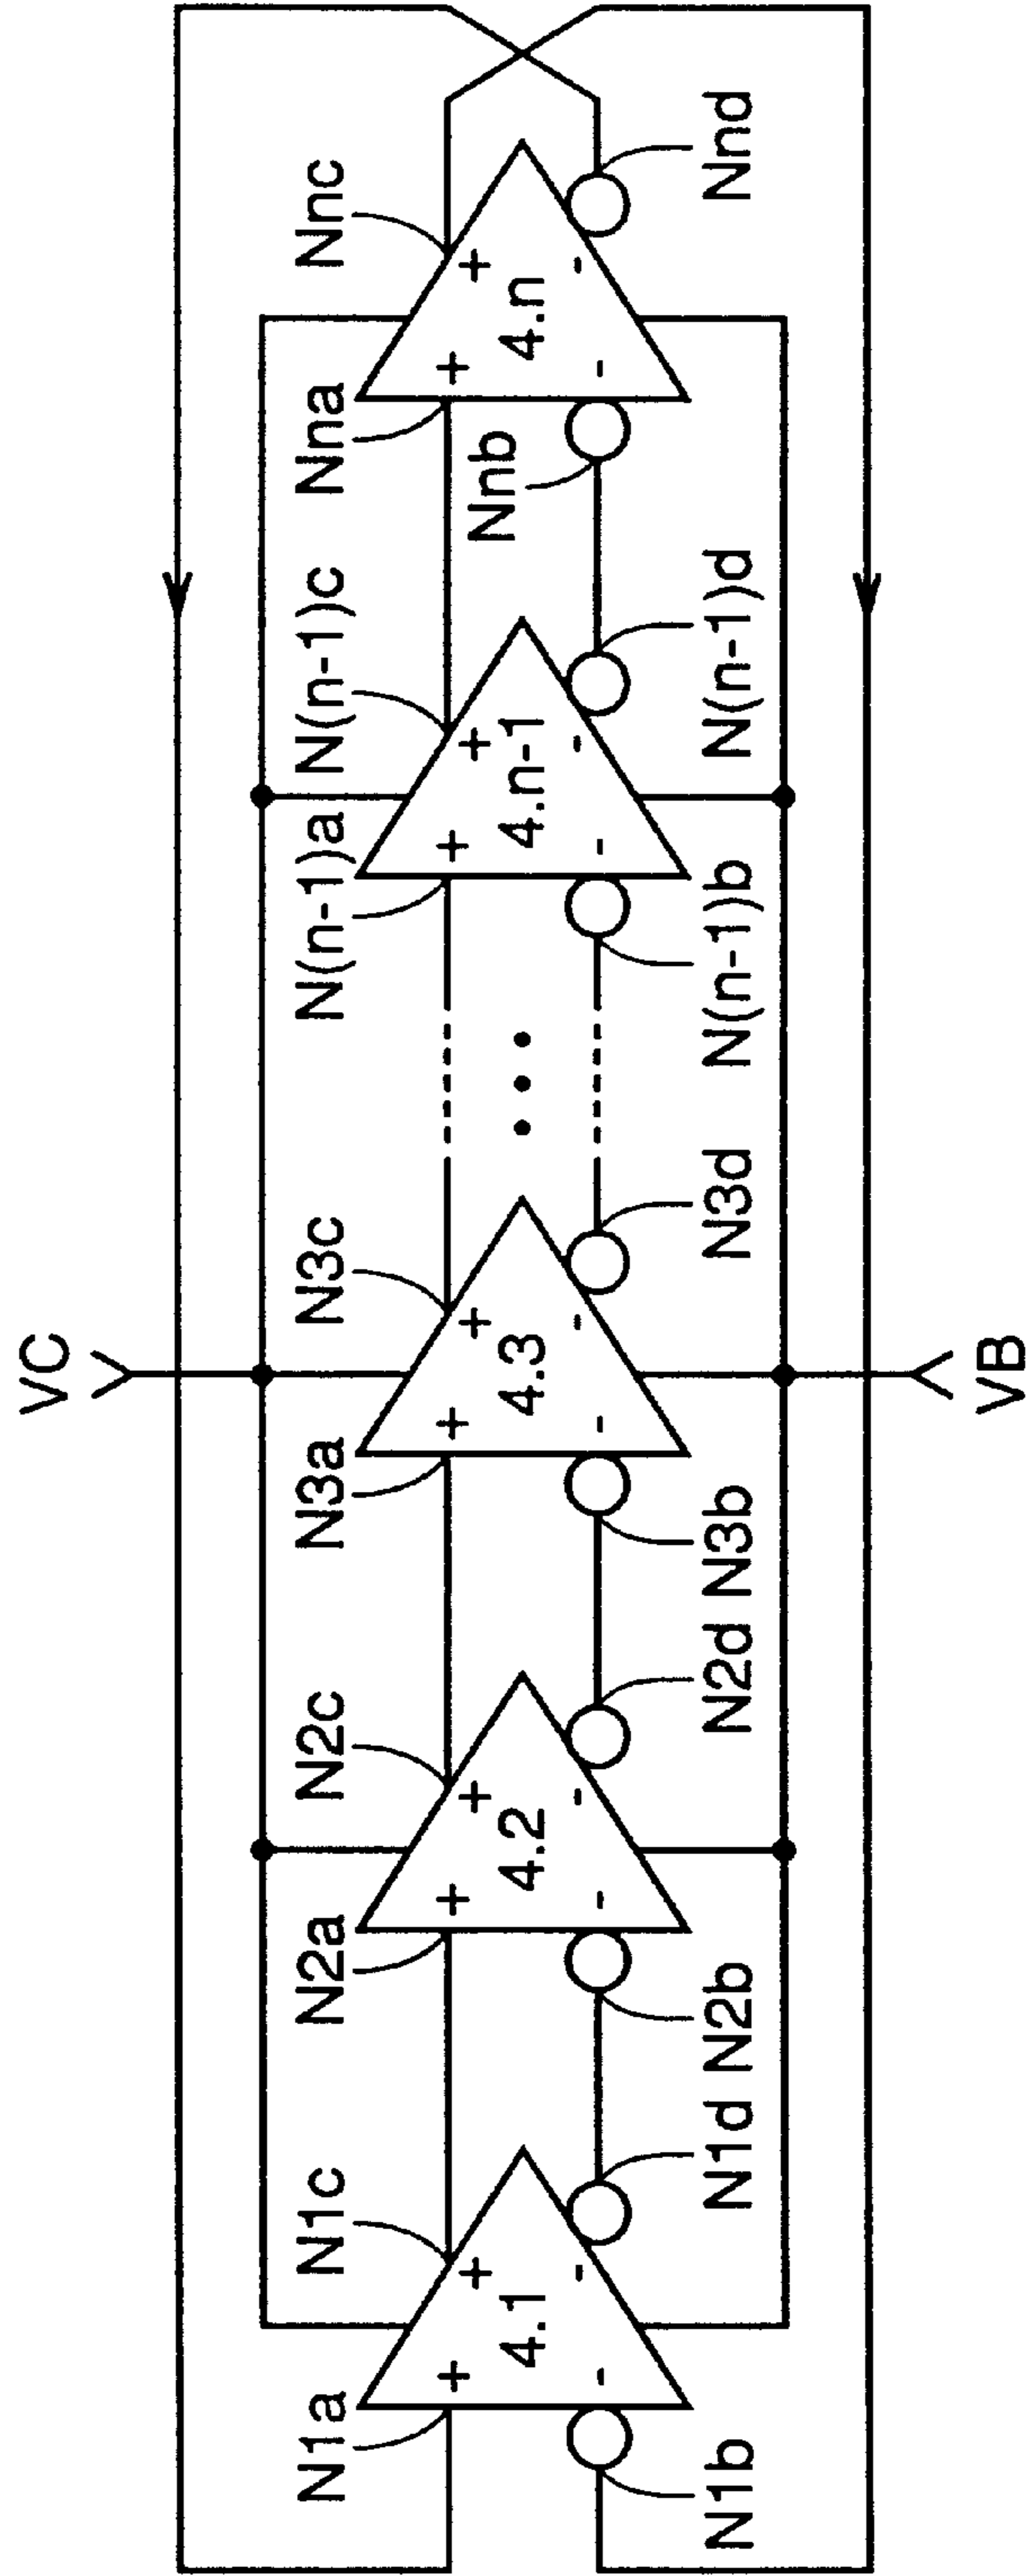 VC
N1a N1c N2a N2c N3a N3c N(n-1)a N(n-1)c Nna Nnc
+ + + + + + + + + +
4.1 4.2 4.3 ... 4.n-1 4.n
- - - - - - - - - -
Nnb
N1b N1d N2b N2d N3b N3d N(n-1)b N(n-1)d Nnd
VB